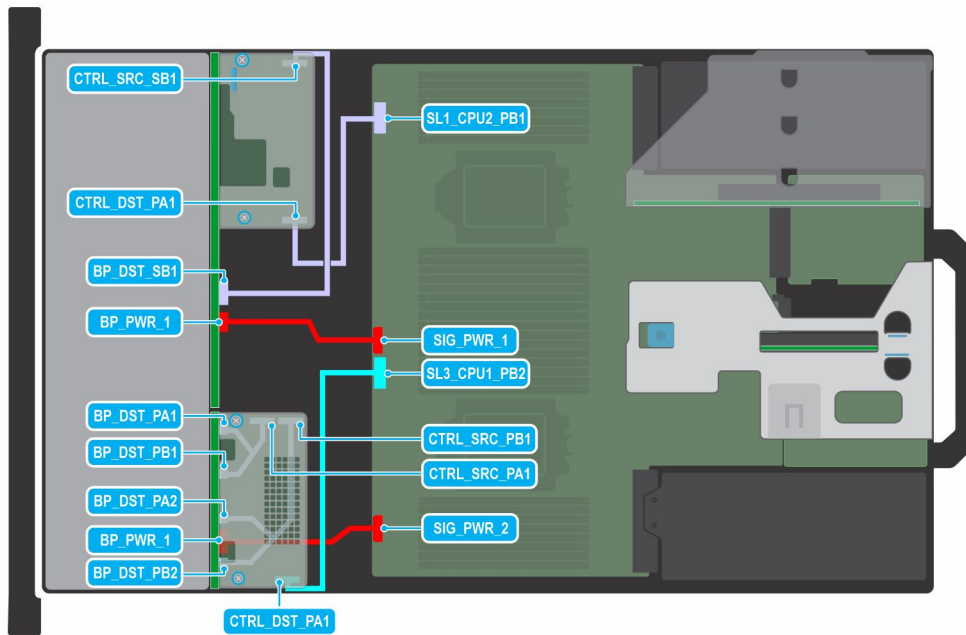 CTRL_SRC_SB1
SL1_CPU2_PB1
CTRL_DST_PA1
BP_DST_SB1
BP_PWR_1
SIG_PWR_1
SL3_CPU1_PB2
BP_DST_PA1
CTRL_SRC_PB1
BP_DST_PB1
CTRL_SRC_PA1
BP_DST_PA2
SIG_PWR_2
BP_PWR_1
BP_DST_PB2
CTRL_DST_PA1